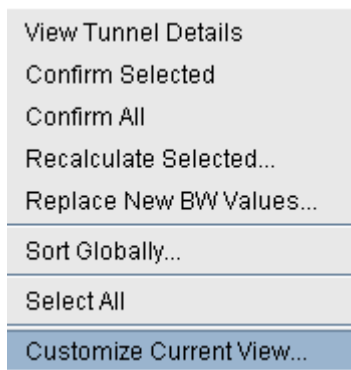 View Tunnel Details
Confirm Selected
Confirm All
Recalculate Selected...
Replace New BW Values...
Sort Globally...
Select All
Customize Current View...